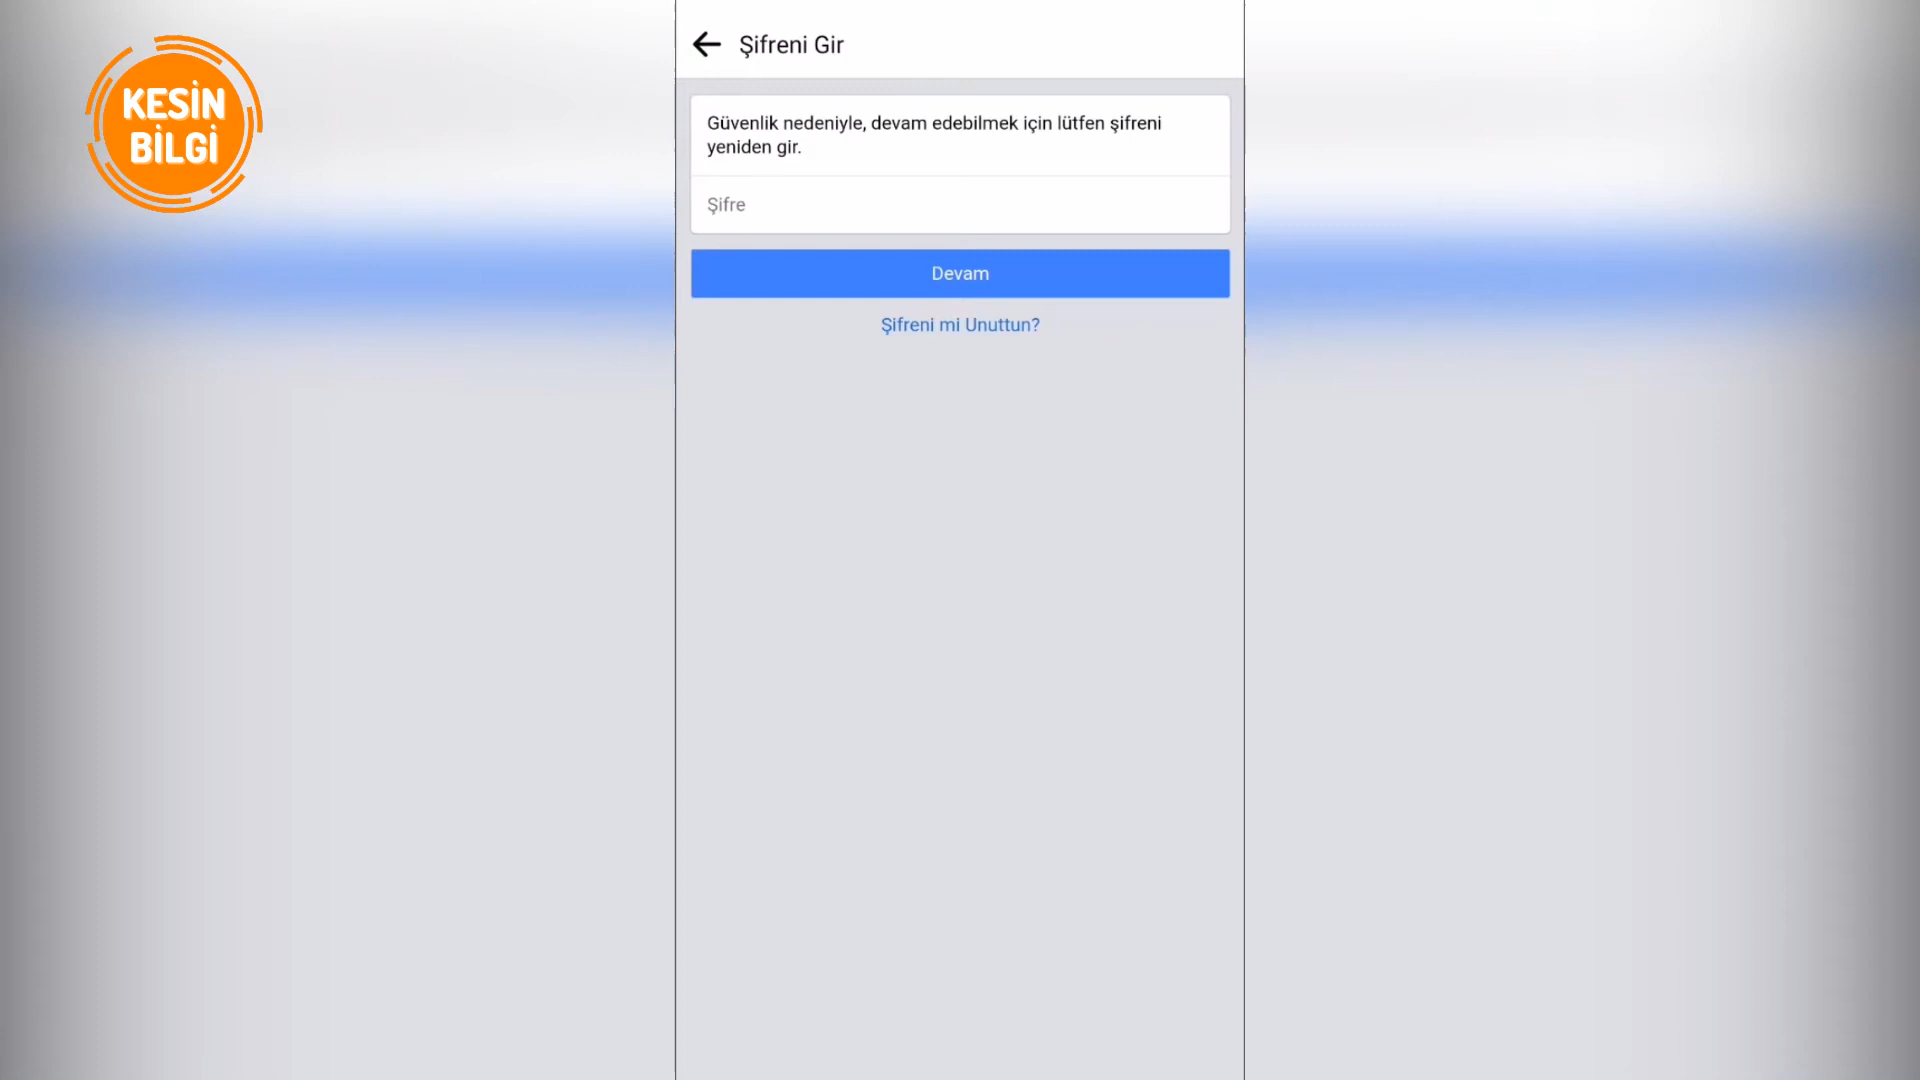 KESİN
BİLGİ
Şifreni Gir
Güvenlik nedeniyle, devam edebilmek için lütfen şifreni
yeniden gir.
Şifre
Devam
Şifreni mi Unuttun?